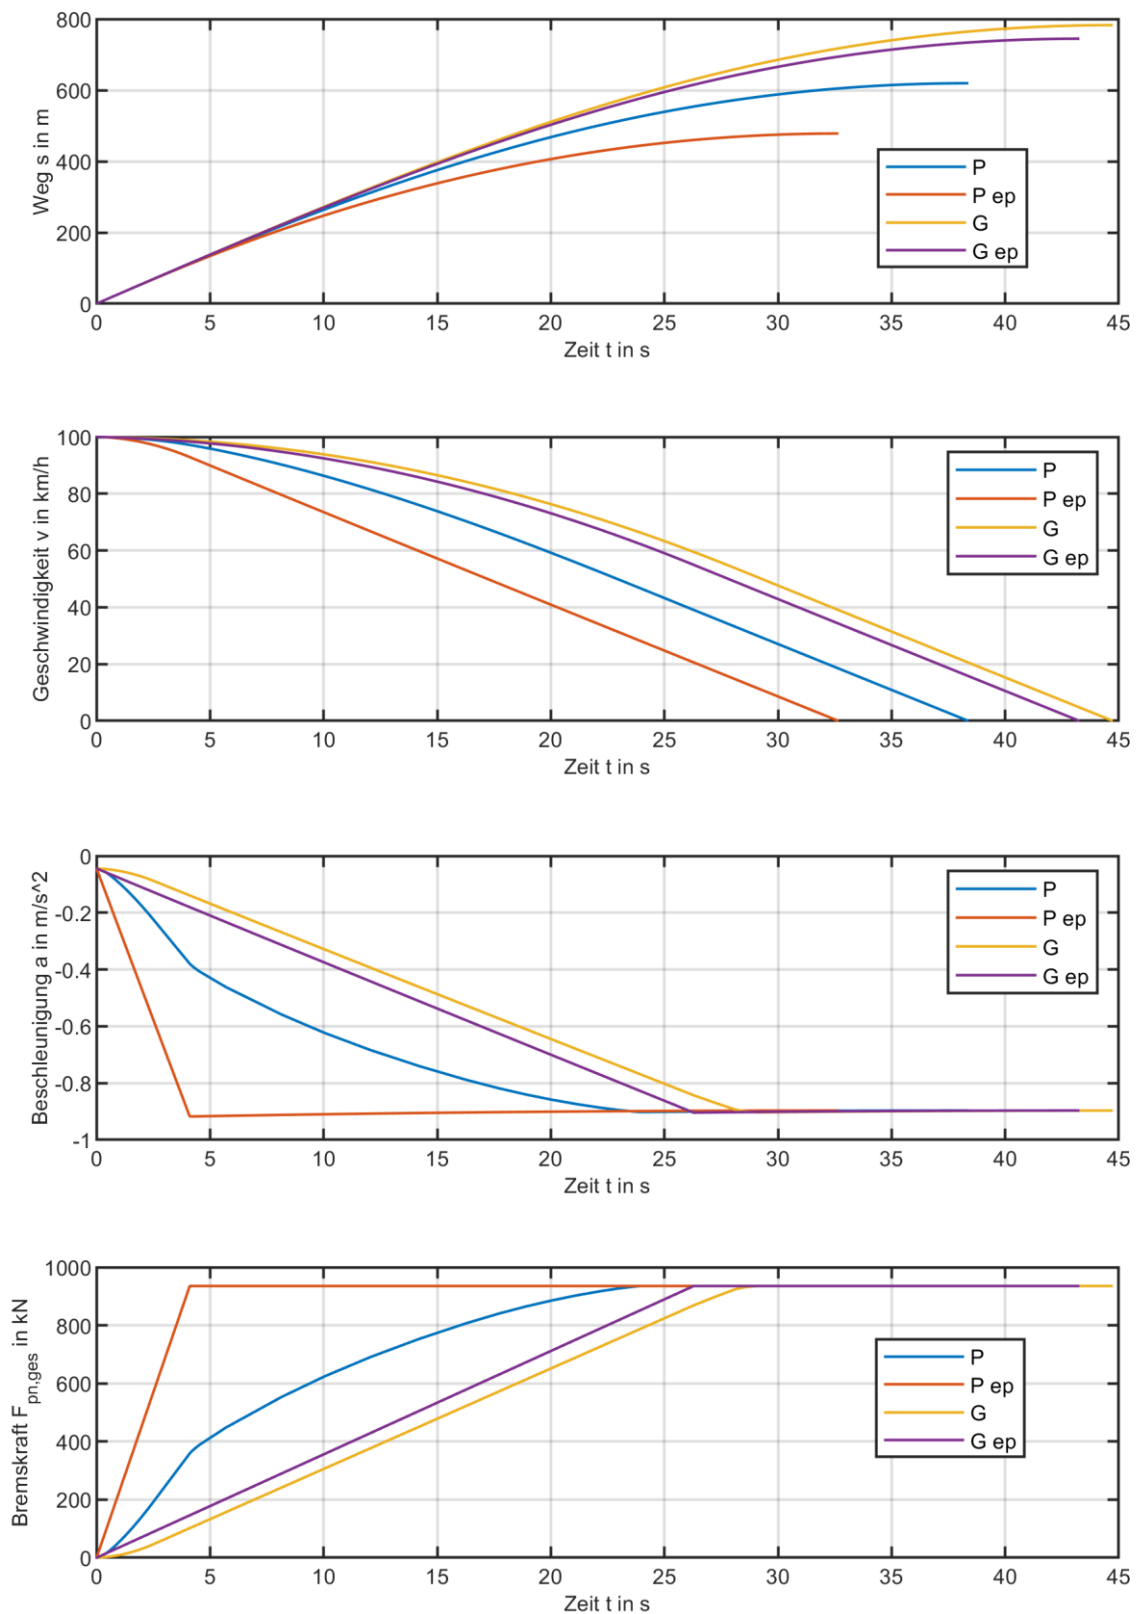 800
600
400
200
0
Weg s in m
P
P ep
G
G ep
0 5 10 15 20 25 30 35 40 45
Zeit t in s
100
80
60
40
20
0
Geschwindigkeit v in km/h
P
P ep
G
G ep
0 5 10 15 20 25 30 35 40 45
Zeit t in s
0
-0.2
-0.4
-0.6
-0.8
-1
Beschleunigung a in m/s^2
P
P ep
G
G ep
0 5 10 15 20 25 30 35 40 45
Zeit t in s
1000
800
600
400
200
0
Bremskraft F_pn,ges in kN
P
P ep
G
G ep
0 5 10 15 20 25 30 35 40 45
Zeit t in s